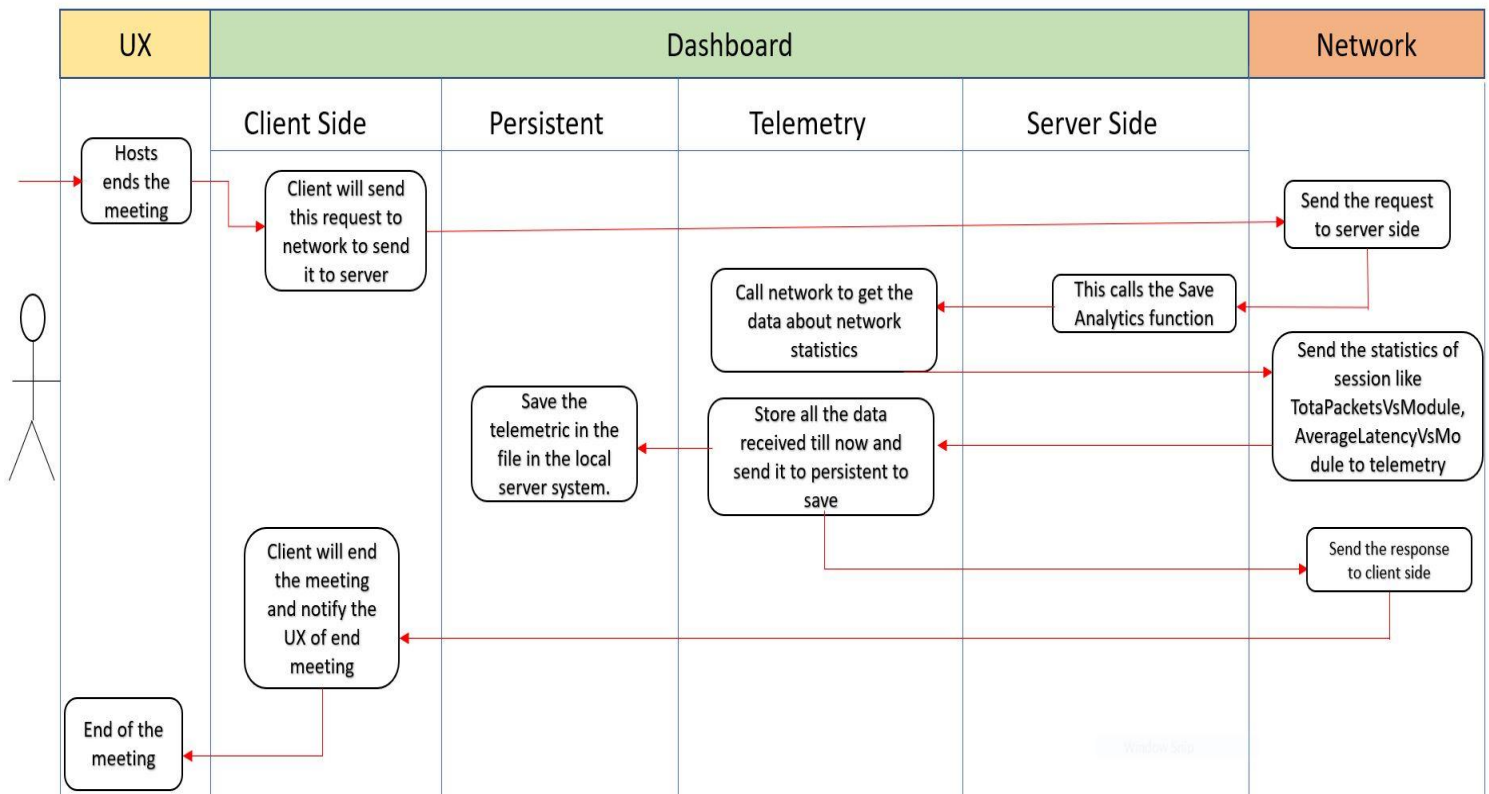 UX
Dashboard
Network
Client Side
Persistent
Telemetry
Server Side
Hosts
ends the
meeting
Client will send
this request to
network to send
it to server
Send the request
to server side
This calls the Save
Analytics function
Call network to get the
data about network
statistics
Send the statistics of
session like
TotaPacketsVsModule,
AverageLatencyVsMo
dule to telemetry
Store all the data
received till now and
send it to persistent to
save
Save the
telemetric in the
file in the local
server system.
Send the response
to client side
Client will end
the meeting
and notify the
UX of end
meeting
End of the
meeting
Window Snip